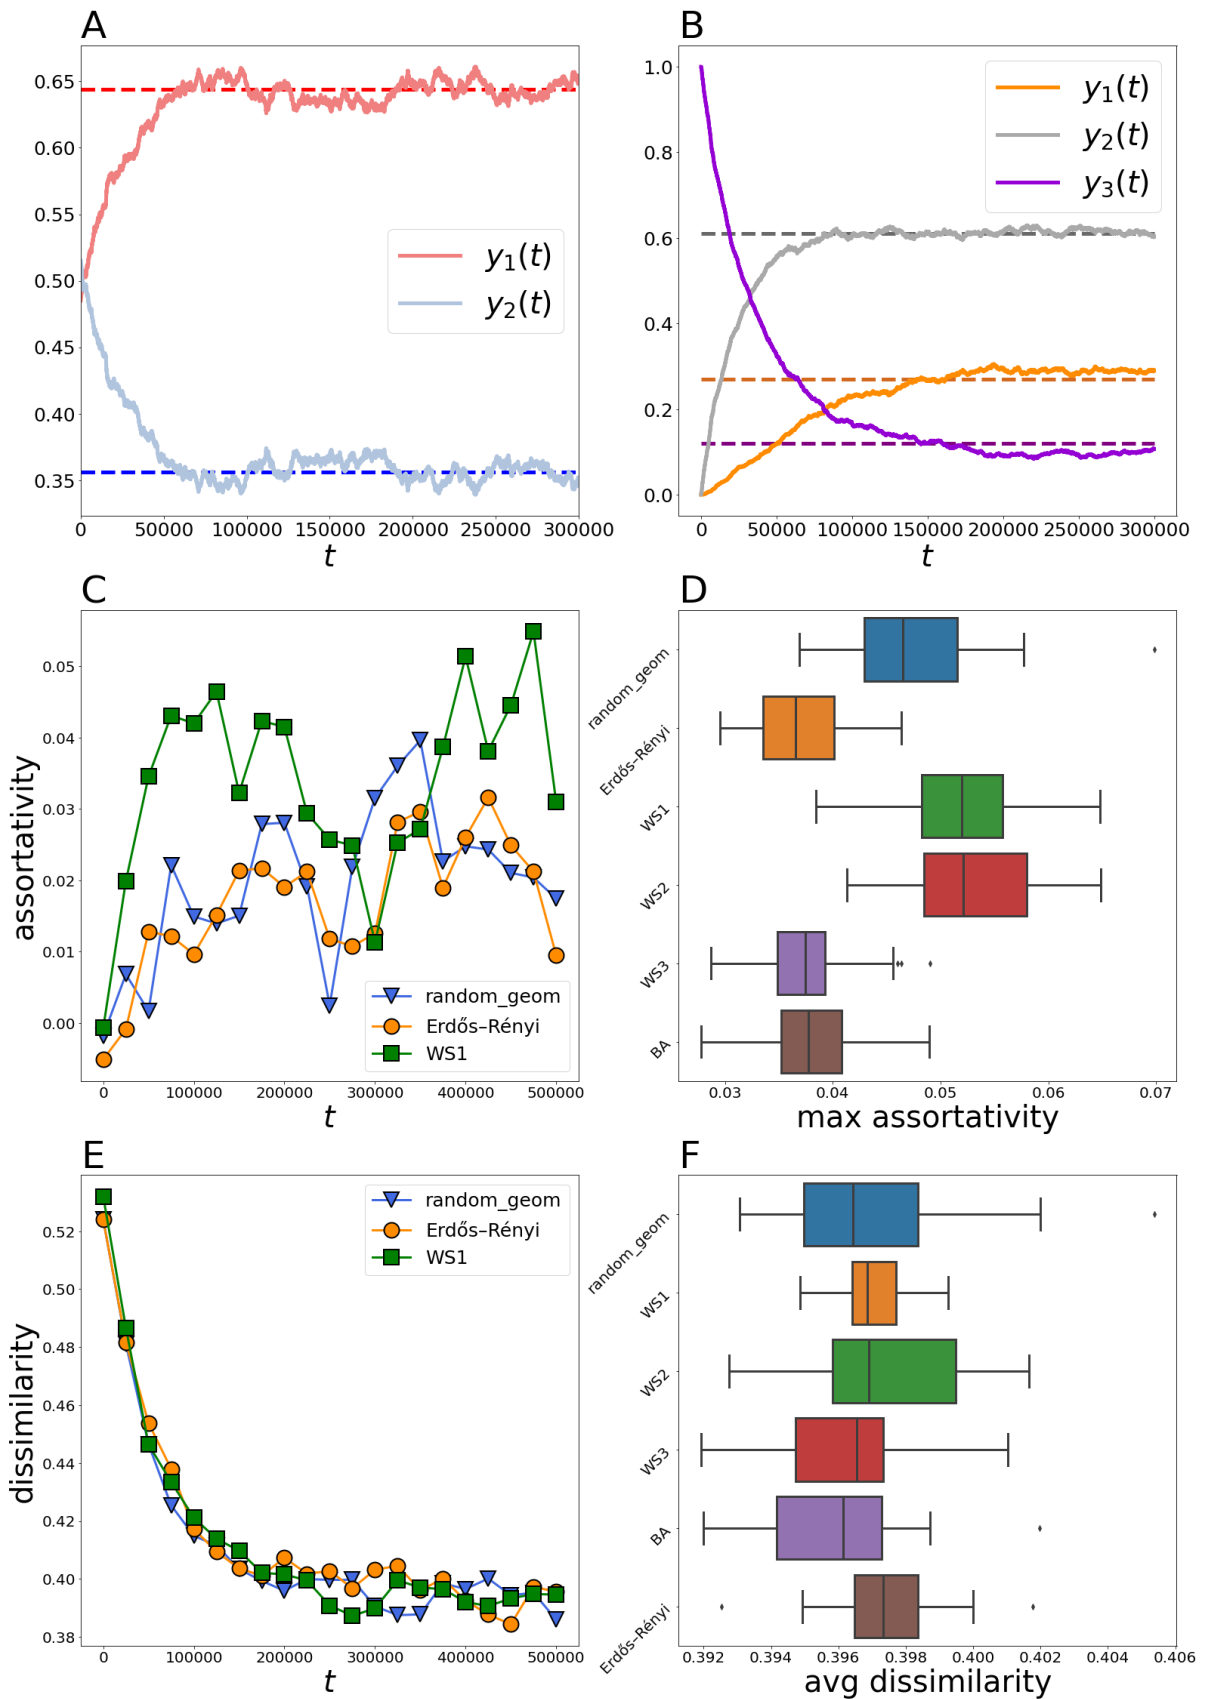 A
0.65
0.60
0.55
0.50
0.45
0.40
0.35
y1(t)
y2(t)
0 50000 100000 150000 200000 250000 300000
t
B
1.0
0.8
0.6
0.4
0.2
0.0
y1(t)
y2(t)
y3(t)
0 50000 100000 150000 200000 250000 300000
t
C
assortativity
0.05
0.04
0.03
0.02
0.01
0.00
random_geom
Erdős–Rényi
WS1
0 100000 200000 300000 400000 500000
t
D
random_geom
Erdős–Rényi
WS1
WS2
WS3
BA
0.03 0.04 0.05 0.06 0.07
max assortativity
E
dissimilarity
0.52
0.50
0.48
0.46
0.44
0.42
0.40
0.38
random_geom
Erdős–Rényi
WS1
0 100000 200000 300000 400000 500000
t
F
random_geom
WS1
WS2
WS3
BA
Erdős–Rényi
0.392 0.394 0.396 0.398 0.400 0.402 0.404 0.406
avg dissimilarity